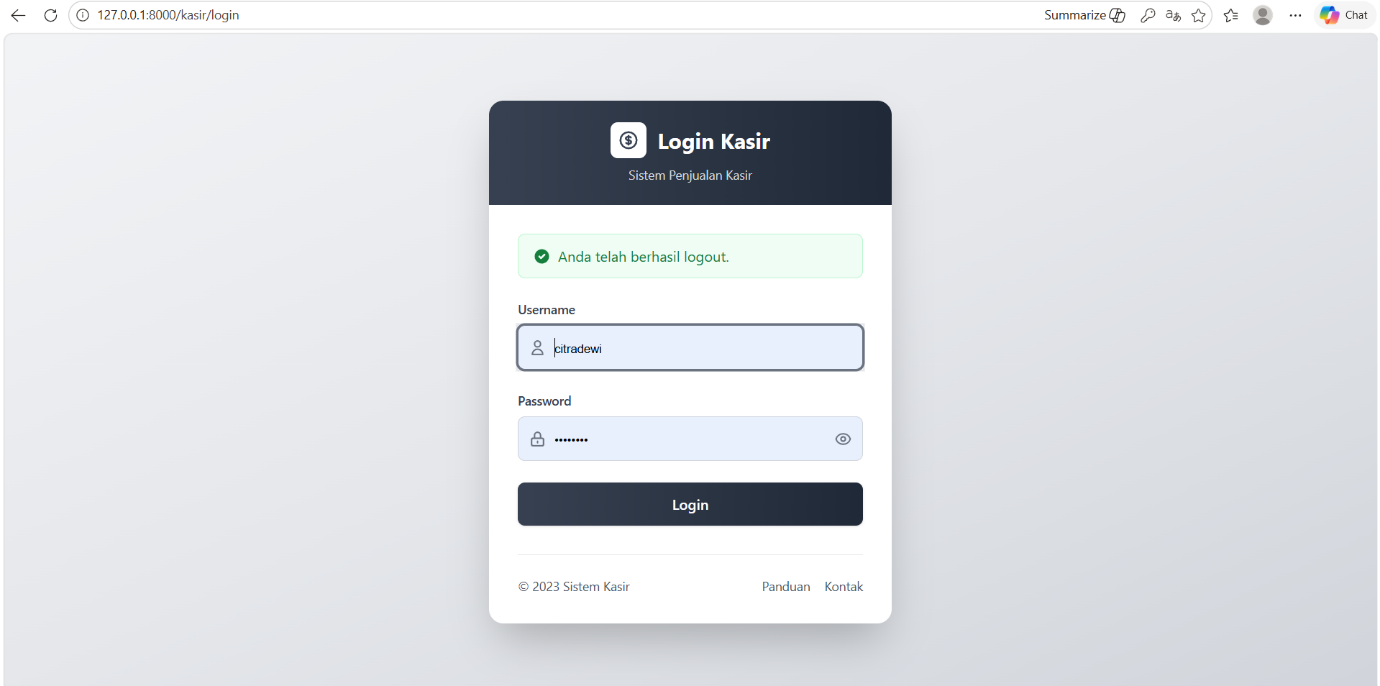 127.0.0.1:8000/kasir/login Summarize Chat
Login Kasir
Sistem Penjualan Kasir
Anda telah berhasil logout.
Username
citradewi
Password
••••••••
Login
© 2023 Sistem Kasir Panduan Kontak